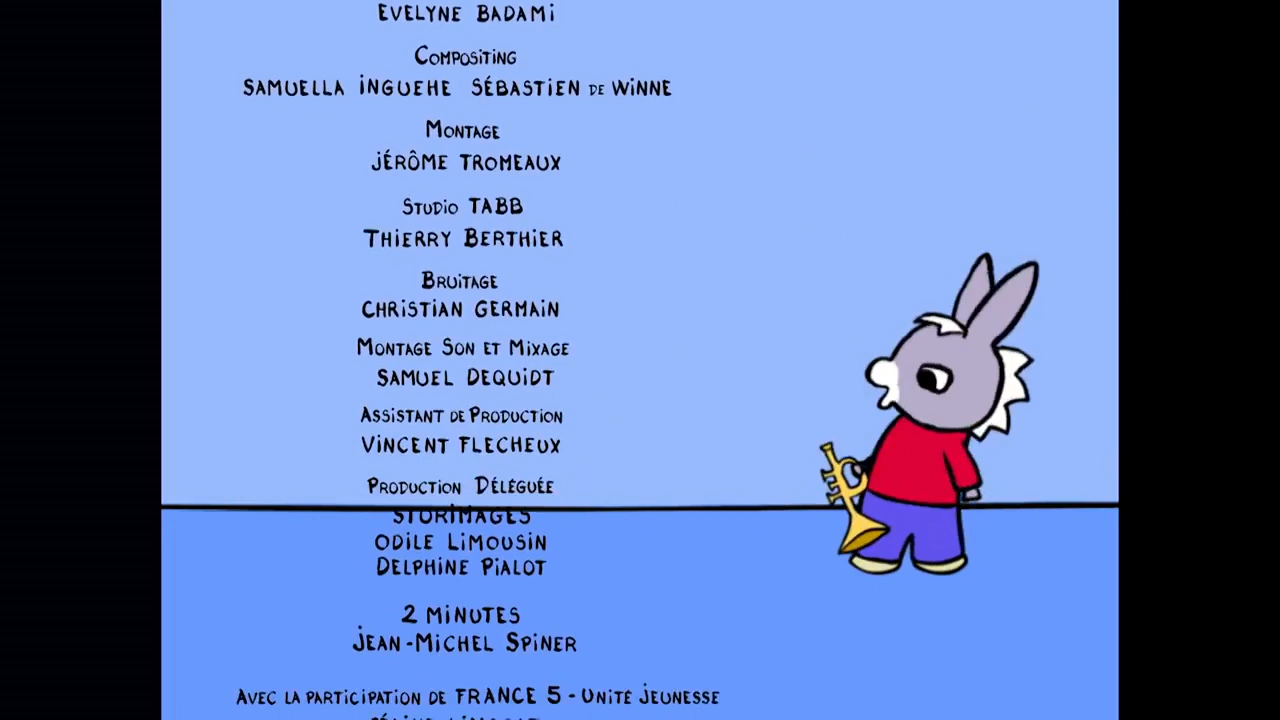 EVELYNE BADAMI
COMPOSITING
SAMUELLA INGUEHE SÉBASTIEN DE WINNE
MONTAGE
JÉRÔME TROMEAUX
STUDIO TABB
THIERRY BERTHIER
BRUITAGE
CHRISTIAN GERMAIN
MONTAGE SON ET MIXAGE
SAMUEL DEQUIDT
ASSISTANT DE PRODUCTION
VINCENT FLECHEUX
PRODUCTION DÉLÉGUÉE
STORIMAGES
ODILE LIMOUSIN
DELPHINE PIALOT
2 MINUTES
JEAN-MICHEL SPINER
AVEC LA PARTICIPATION DE FRANCE 5 - UNITÉ JEUNESSE